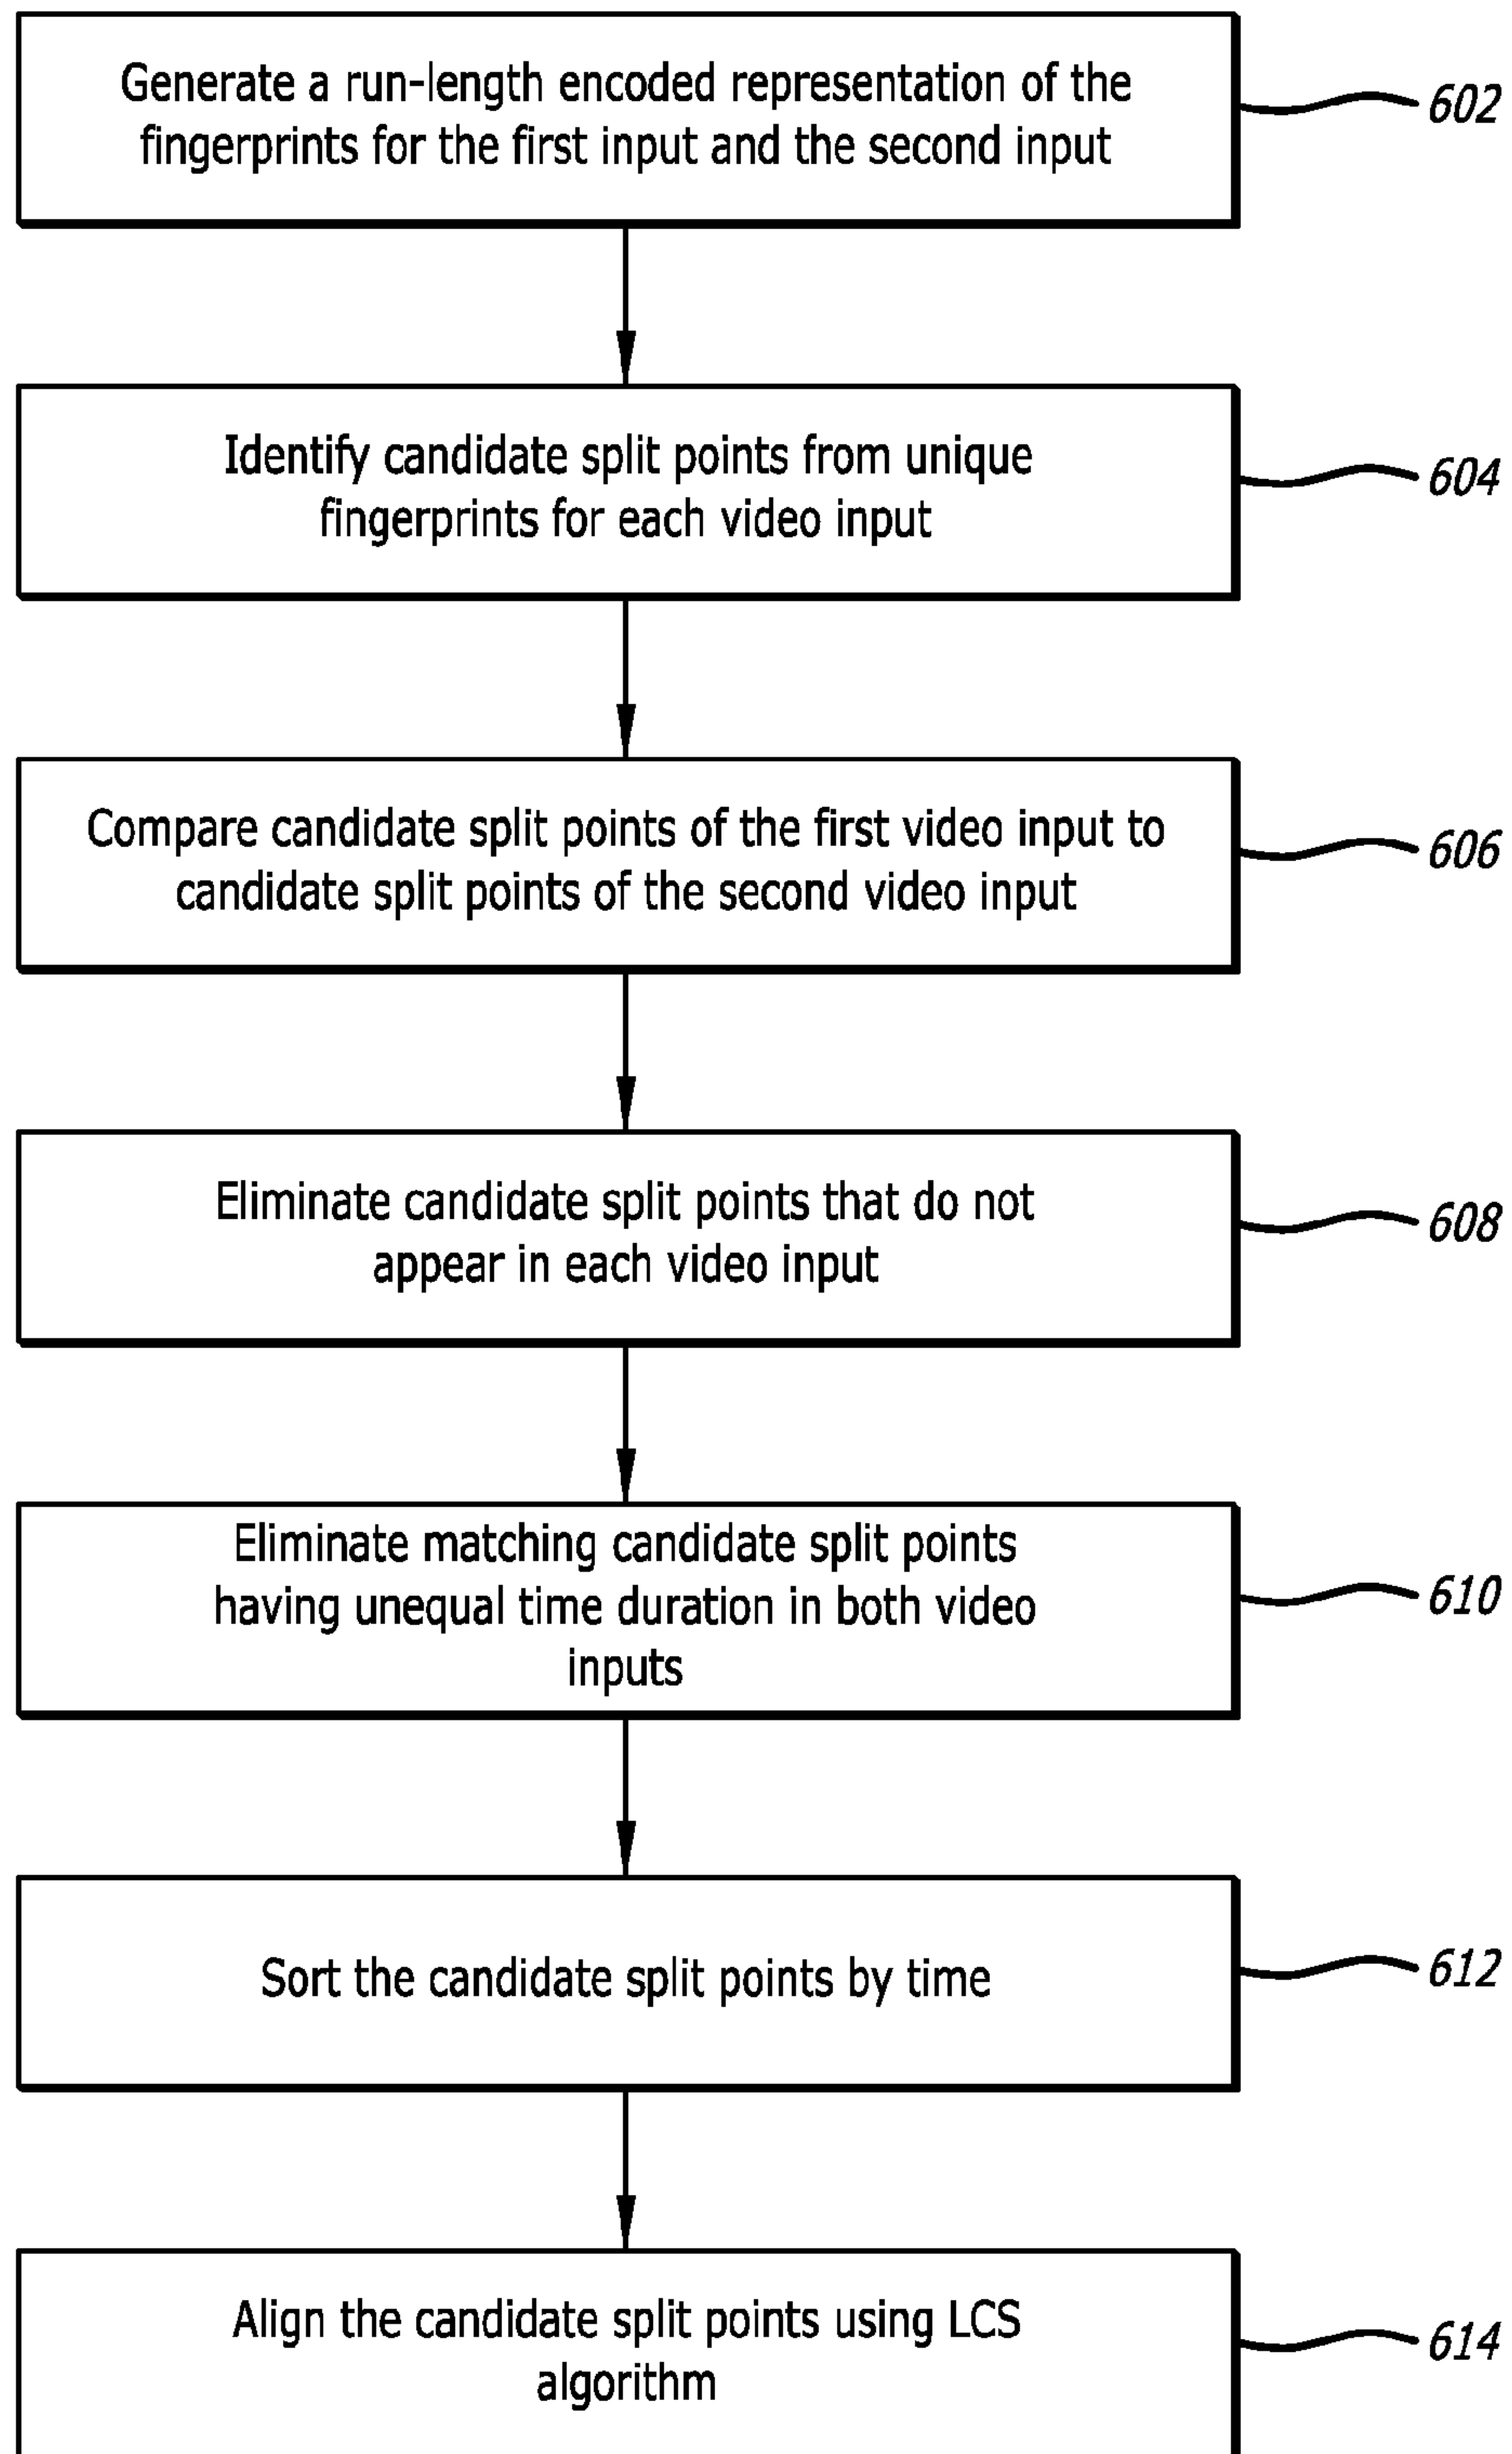 Generate a run-length encoded representation of the
fingerprints for the first input and the second input
602
Identify candidate split points from unique
fingerprints for each video input
604
Compare candidate split points of the first video input to
candidate split points of the second video input
606
Eliminate candidate split points that do not
appear in each video input
608
Eliminate matching candidate split points
having unequal time duration in both video
inputs
610
Sort the candidate split points by time
612
Align the candidate split points using LCS
algorithm
614